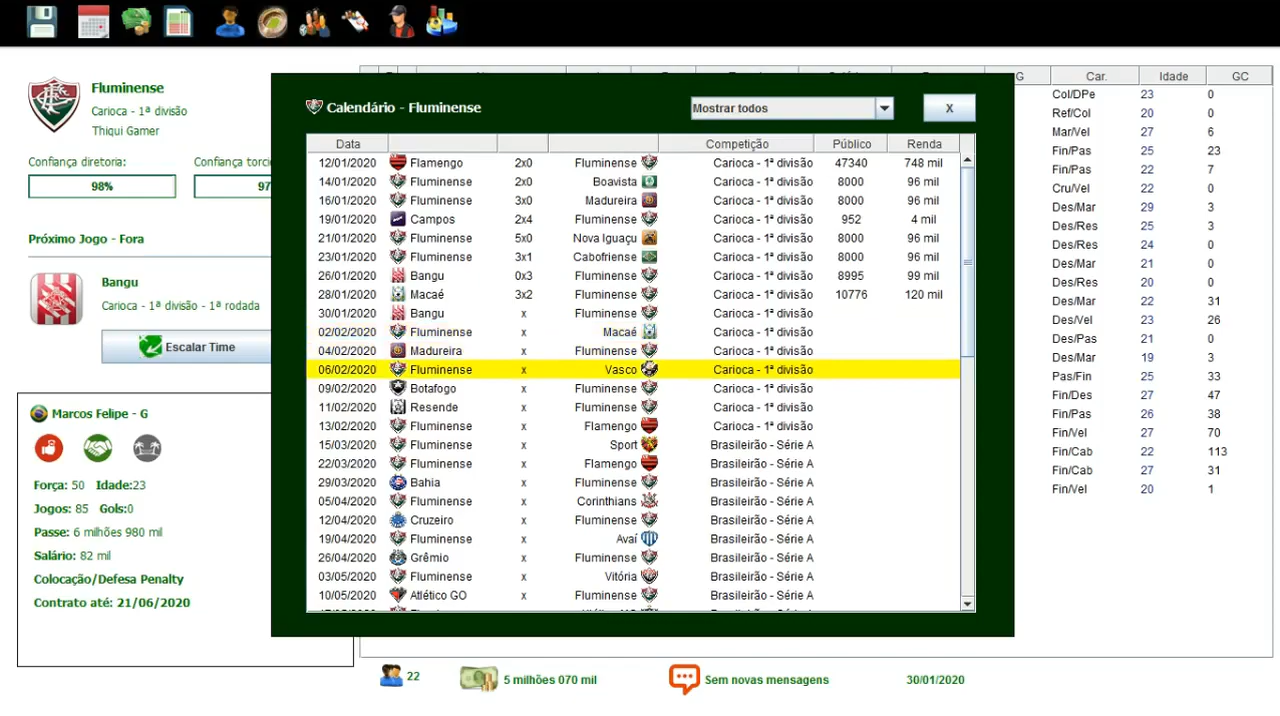 Fluminense
Carioca - 1ª divisão
Thiqui Gamer
Confiança diretoria:
Confiança torci
98%
97
Próximo Jogo - Fora
Bangu
Carioca - 1ª divisão - 1ª rodada
Escalar Time
Marcos Felipe - G
Força: 50 Idade:23
Jogos: 85 Gols:0
Passe: 6 milhões 980 mil
Salário: 82 mil
Colocação/Defesa Penalty
Contrato até: 21/06/2020
Calendário - Fluminense
Mostrar todos
X
Data Competição Público Renda
12/01/2020 Flamengo 2x0 Fluminense Carioca - 1ª divisão 47340 748 mil
14/01/2020 Fluminense 2x0 Boavista Carioca - 1ª divisão 8000 96 mil
16/01/2020 Fluminense 3x0 Madureira Carioca - 1ª divisão 8000 96 mil
19/01/2020 Campos 2x4 Fluminense Carioca - 1ª divisão 952 4 mil
21/01/2020 Fluminense 5x0 Nova Iguaçu Carioca - 1ª divisão 8000 96 mil
23/01/2020 Fluminense 3x1 Cabofriense Carioca - 1ª divisão 8000 96 mil
26/01/2020 Bangu 0x3 Fluminense Carioca - 1ª divisão 8995 99 mil
28/01/2020 Macaé 3x2 Fluminense Carioca - 1ª divisão 10776 120 mil
30/01/2020 Bangu x Fluminense Carioca - 1ª divisão
02/02/2020 Fluminense x Macaé Carioca - 1ª divisão
04/02/2020 Madureira x Fluminense Carioca - 1ª divisão
06/02/2020 Fluminense x Vasco Carioca - 1ª divisão
09/02/2020 Botafogo x Fluminense Carioca - 1ª divisão
11/02/2020 Resende x Fluminense Carioca - 1ª divisão
13/02/2020 Fluminense x Flamengo Carioca - 1ª divisão
15/03/2020 Fluminense x Sport Brasileirão - Série A
22/03/2020 Fluminense x Flamengo Brasileirão - Série A
29/03/2020 Bahia x Fluminense Brasileirão - Série A
05/04/2020 Fluminense x Corinthians Brasileirão - Série A
12/04/2020 Cruzeiro x Fluminense Brasileirão - Série A
19/04/2020 Fluminense x Avaí Brasileirão - Série A
26/04/2020 Grêmio x Fluminense Brasileirão - Série A
03/05/2020 Fluminense x Vitória Brasileirão - Série A
10/05/2020 Atlético GO x Fluminense Brasileirão - Série A
G Car. Idade GC
Col/DPe 23 0
Ref/Col 20 0
Mar/Vel 27 6
Fin/Pas 25 23
Fin/Pas 22 7
Cru/Vel 22 0
Des/Mar 29 3
Des/Res 25 3
Des/Res 24 0
Des/Mar 21 0
Des/Res 20 0
Des/Mar 22 31
Des/Vel 23 26
Des/Pas 21 0
Des/Mar 19 3
Pas/Fin 25 33
Fin/Des 27 47
Fin/Pas 26 38
Fin/Vel 27 70
Fin/Cab 22 113
Fin/Cab 27 31
Fin/Vel 20 1
22
5 milhões 070 mil
Sem novas mensagens
30/01/2020